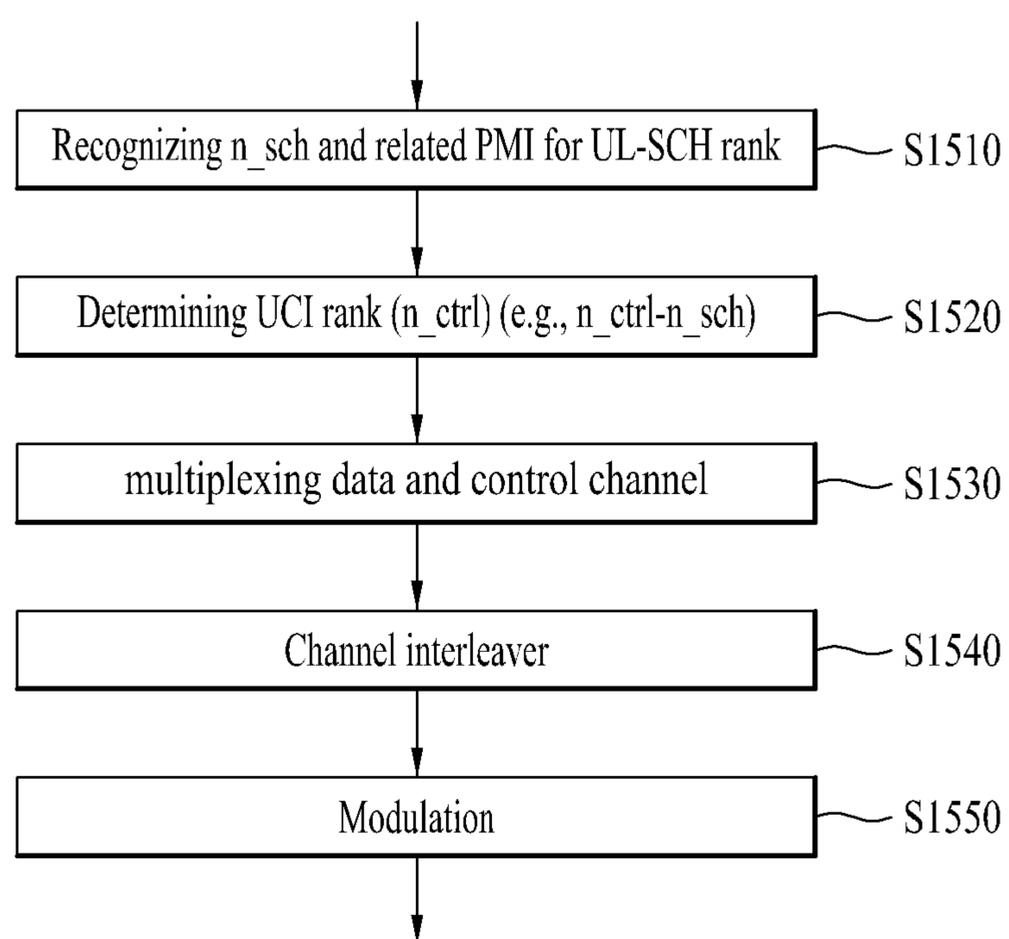 Recognizing n_sch and related PMI for UL-SCH rank
S1510
Determining UCI rank (n_ctrl) (e.g., n_ctrl-n_sch)
S1520
multiplexing data and control channel
S1530
Channel interleaver
S1540
Modulation
S1550